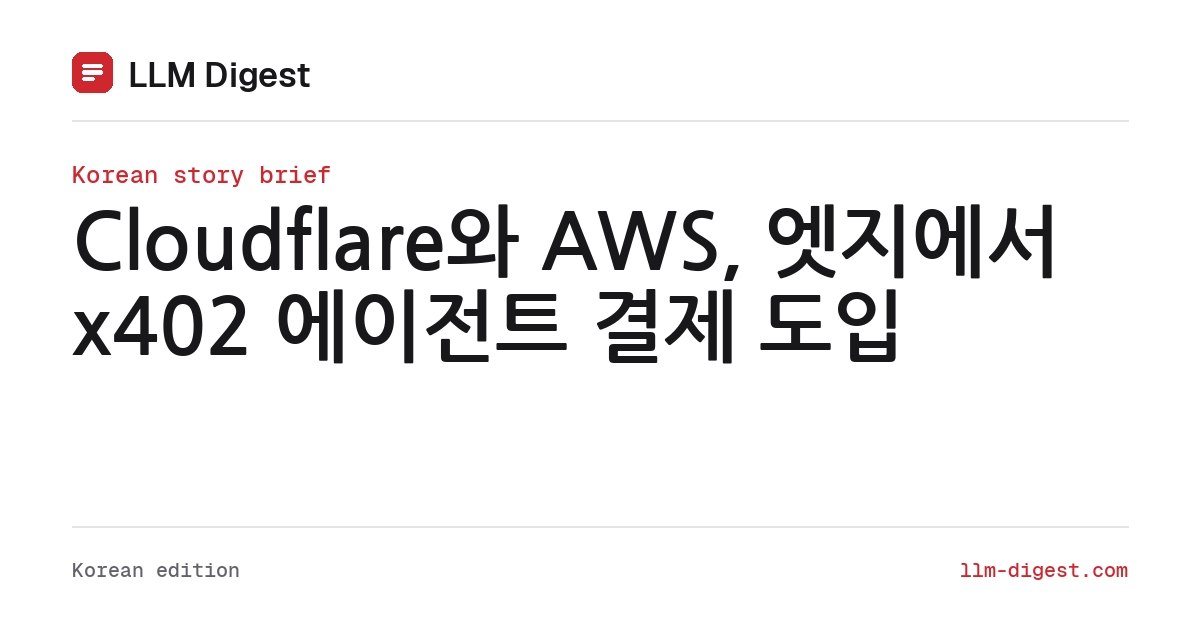 LLM Digest
Korean story brief
Cloudflare와 AWS, 엣지에서
x402 에이전트 결제 도입
Korean edition
llm-digest.com